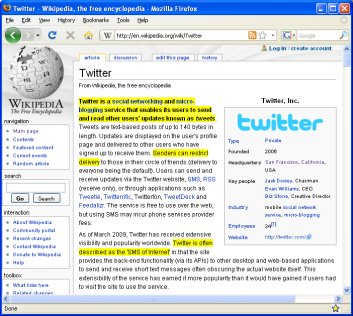 Twitter - Wikipedia, the free encyclopedia - Mozilla Firefox
File Edit View History Bookmarks Tools Help
http://en.wikipedia.org/wiki/Twitter
Google
Log in / create account
article discussion edit this page history
WIKIPEDIA
The Free Encyclopedia
navigation
Main page
Contents
Featured content
Current events
Random article
search
Go Search
interaction
About Wikipedia
Community portal
Recent changes
Contact Wikipedia
Donate to Wikipedia
Help
toolbox
What links here
Related changes
Twitter
From Wikipedia, the free encyclopedia
Twitter is a social networking and micro-
blogging service that enables its users to send
and read other users' updates known as tweets.
Tweets are text-based posts of up to 140 bytes in
length. Updates are displayed on the user's profile
page and delivered to other users who have
signed up to receive them. Senders can restrict
delivery to those in their circle of friends (delivery to
everyone being the default). Users can send and
receive updates via the Twitter website, SMS, RSS
(receive only), or through applications such as
Tweetie, Twitterrific, Twitterfon, TweetDeck and
Feedalizr. The service is free to use over the web,
but using SMS may incur phone services provider
fees.
As of March 2009, Twitter has received extensive
visibility and popularity worldwide. Twitter is often
described as the 'SMS of Internet' in that the site
provides the back-end functionality (via its APIs) to other desktop and web-based applications
to send and receive short text messages often obscuring the actual website itself. This
extensibility of the service has earned it more popularity than it would have gained if users had
to visit the site to use the service.
Twitter, Inc.
twitter
Type Private
Founded 2006
Headquarters San Francisco, California,
USA
Key people Jack Dorsey, Chairman
Evan Williams, CEO
Biz Stone, Creative Director
Industry mobile social network
service, micro-blogging
Employees
Website http://twitter.com/